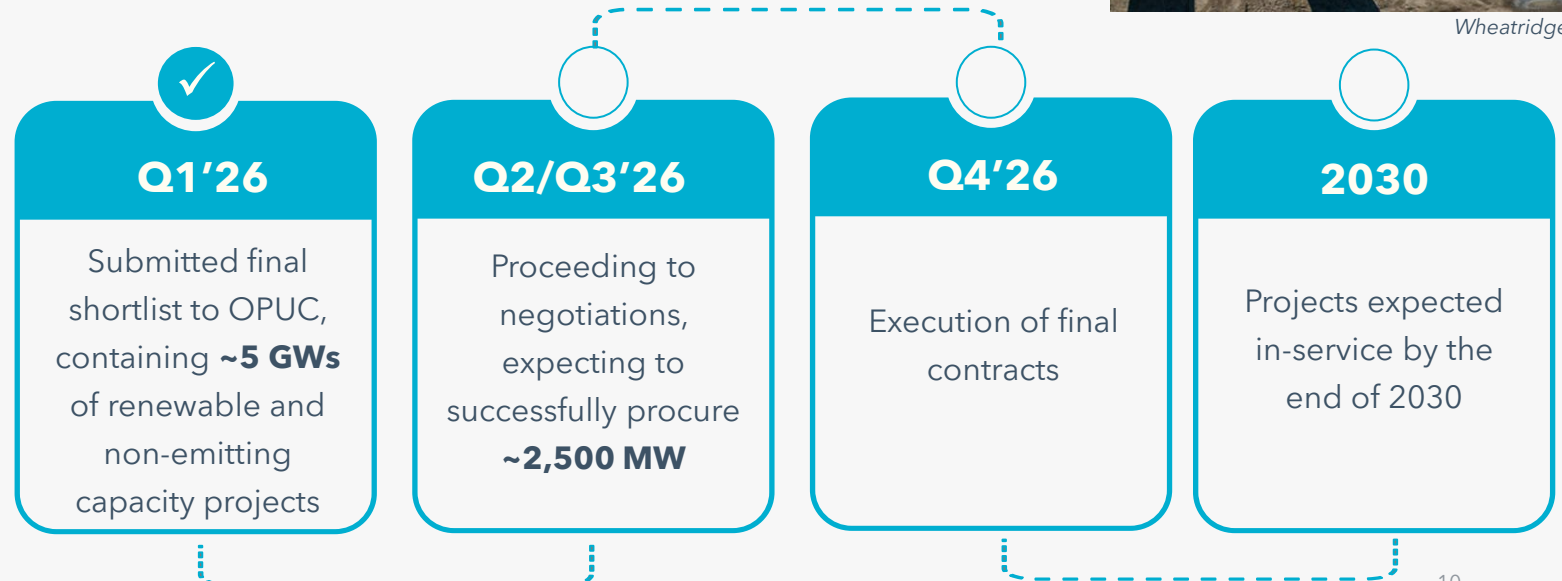 Wheatridge
Q1'26
Submitted final
shortlist to OPUC,
containing ~5 GWs
of renewable and
non-emitting
capacity projects
Q2/Q3'26
Proceeding to
negotiations,
expecting to
successfully procure
~2,500 MW
Q4'26
Execution of final
contracts
2030
Projects expected
in-service by the
end of 2030